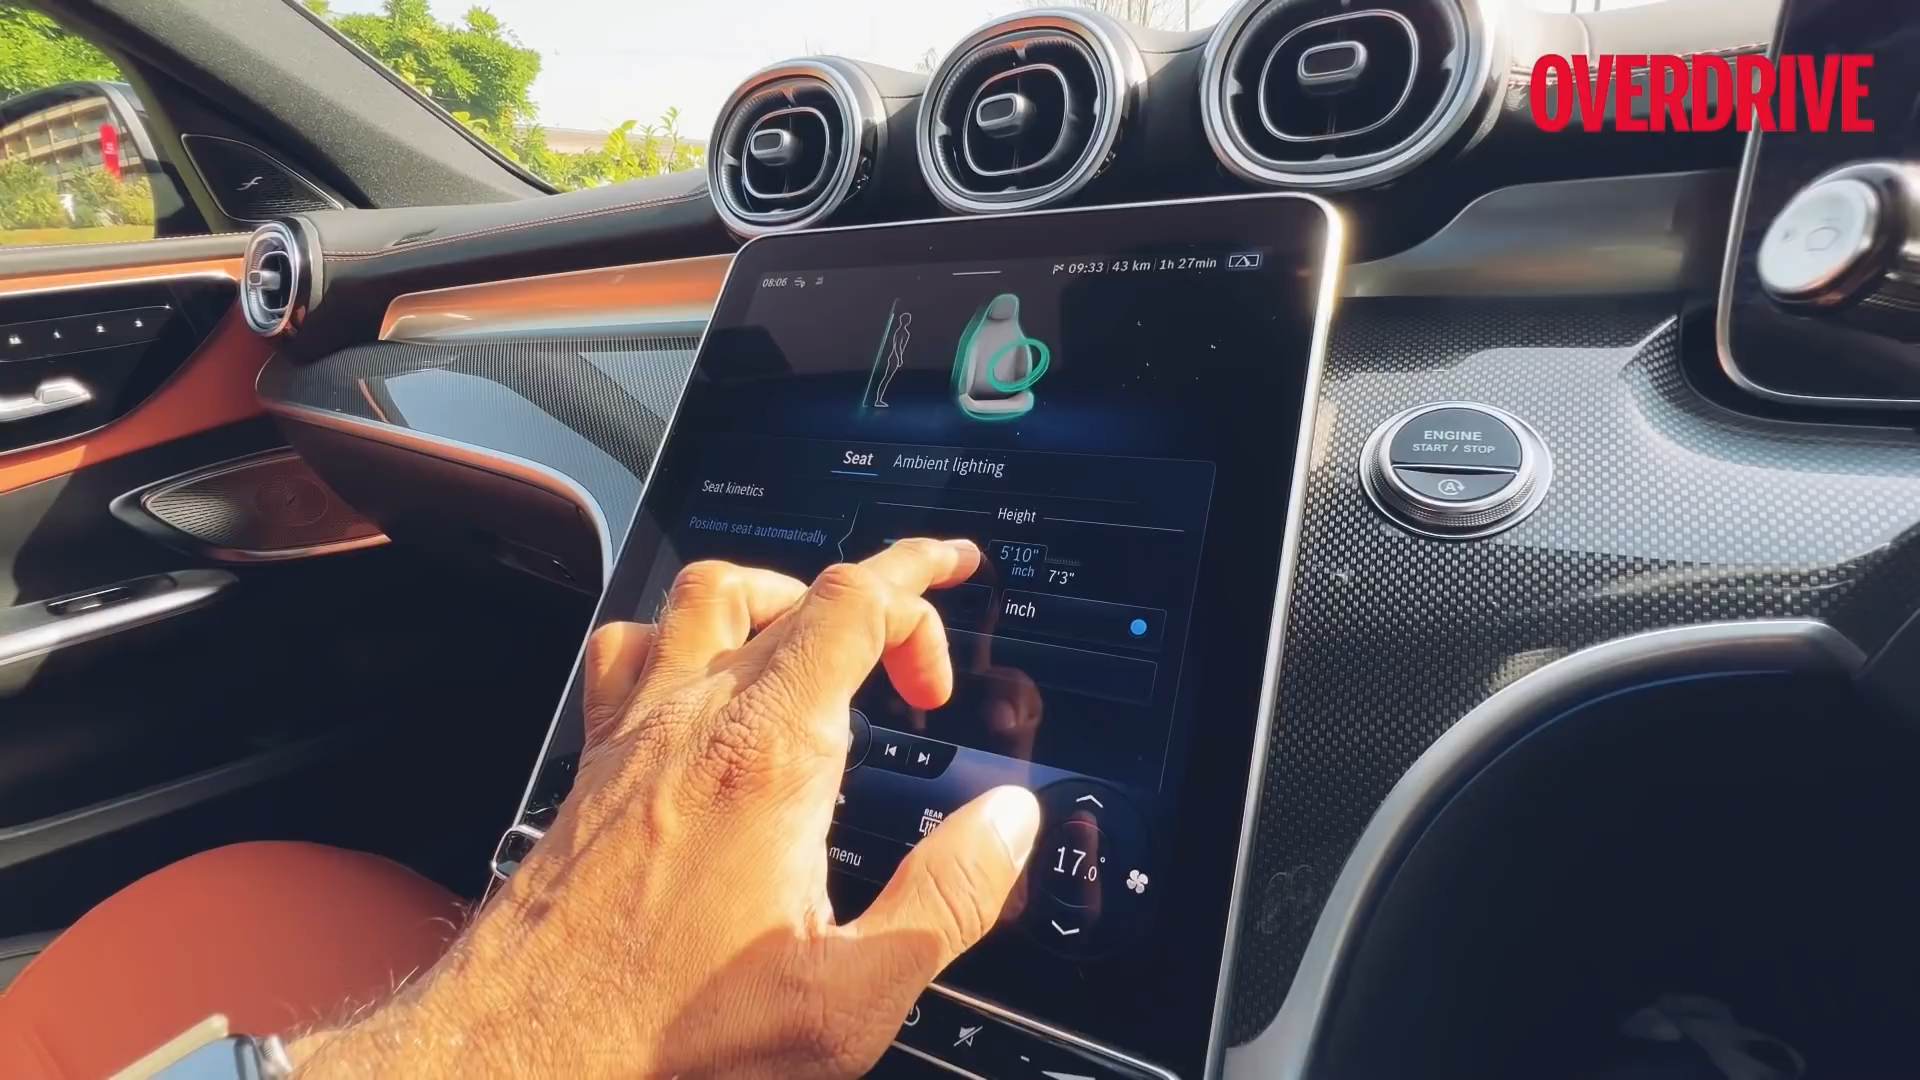 OVERDRIVE
09:33 43 km 1h 27min
08:06
ENGINE
START / STOP
A
Seat Ambient lighting
Seat kinetics
Height
Position seat automatically
5'10"
inch
7'3"
inch
REAR
menu
17.0°